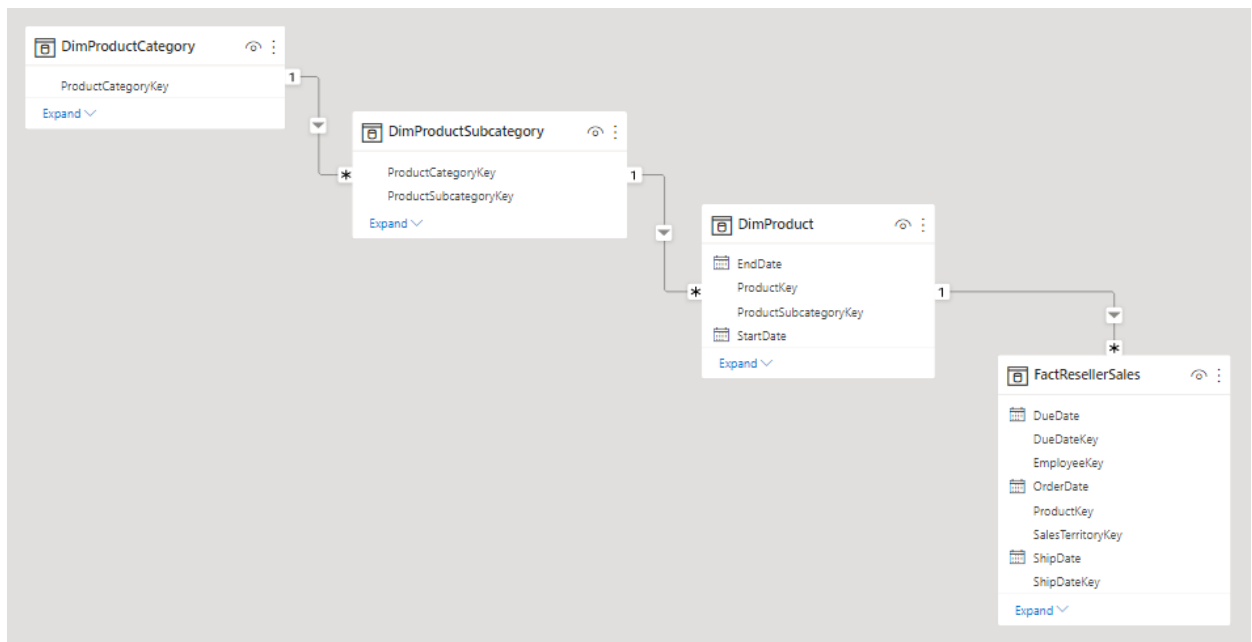 DimProductCategory
ProductCategoryKey
Expand
1
*
DimProductSubcategory
ProductCategoryKey
ProductSubcategoryKey
Expand
1
*
DimProduct
EndDate
ProductKey
ProductSubcategoryKey
StartDate
Expand
1
*
FactResellerSales
DueDate
DueDateKey
EmployeeKey
OrderDate
ProductKey
SalesTerritoryKey
ShipDate
ShipDateKey
Expand